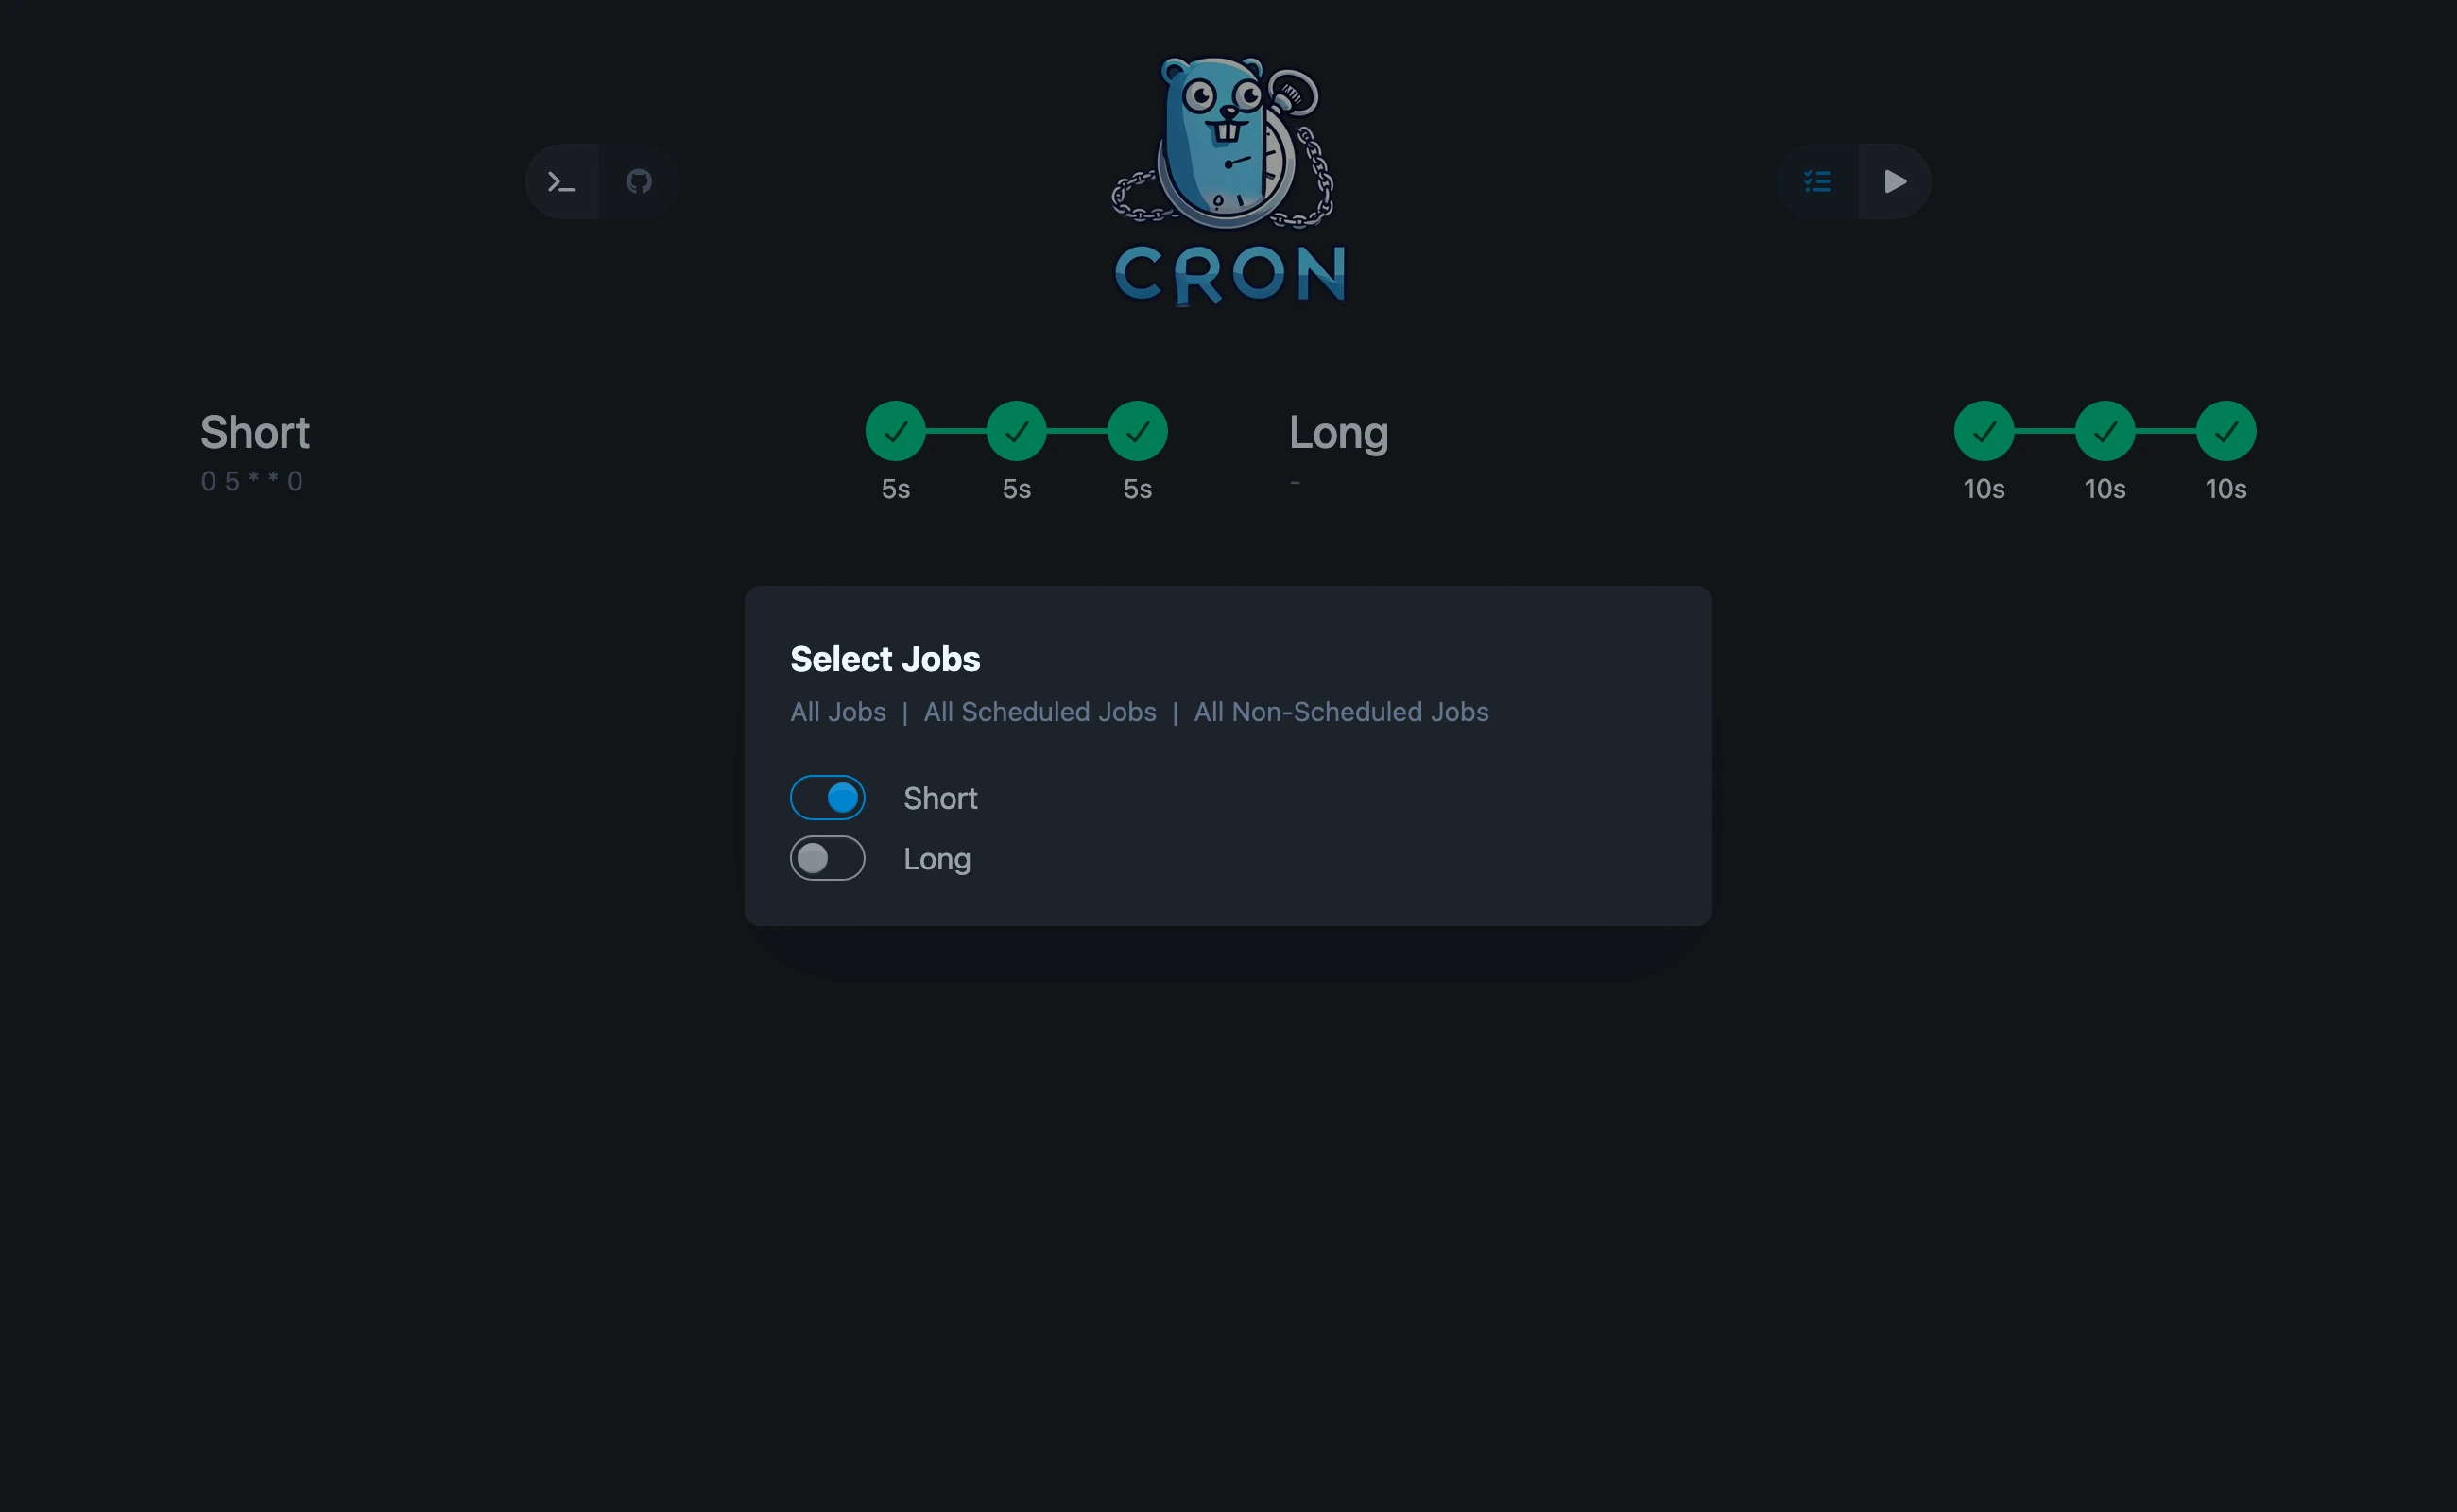 CRON
Short
0 5 * * 0
5s 5s 5s
Long
-
10s 10s 10s
Select Jobs
All Jobs | All Scheduled Jobs | All Non-Scheduled Jobs
Short
Long